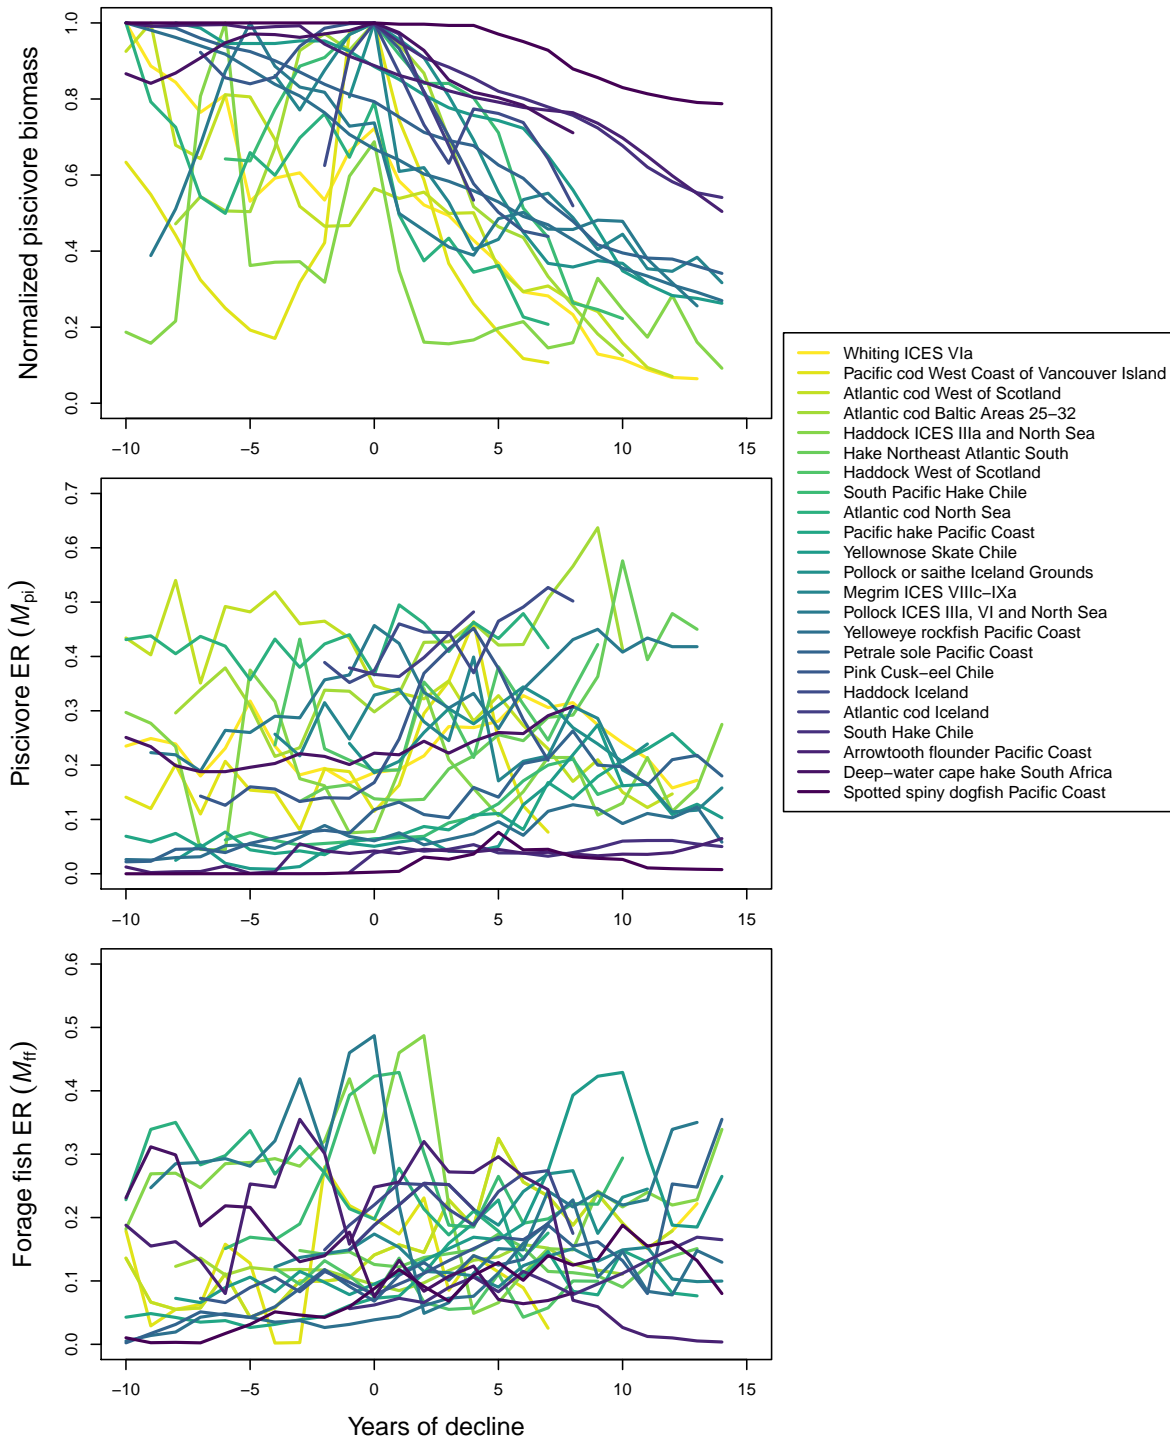 Normalized piscivore biomass
1.0
0.8
0.6
0.4
0.2
0.0
−10
−5
0
5
10
15
Piscivore ER (Mpi)
0.7
0.6
0.5
0.4
0.3
0.2
0.1
0.0
−10
−5
0
5
10
15
Forage fish ER (Mff)
0.6
0.5
0.4
0.3
0.2
0.1
0.0
−10
−5
0
5
10
15
Years of decline
Whiting ICES VIa
Pacific cod West Coast of Vancouver Island
Atlantic cod West of Scotland
Atlantic cod Baltic Areas 25−32
Haddock ICES IIIa and North Sea
Hake Northeast Atlantic South
Haddock West of Scotland
South Pacific Hake Chile
Atlantic cod North Sea
Pacific hake Pacific Coast
Yellownose Skate Chile
Pollock or saithe Iceland Grounds
Megrim ICES VIIIc−IXa
Pollock ICES IIIa, VI and North Sea
Yelloweye rockfish Pacific Coast
Petrale sole Pacific Coast
Pink Cusk−eel Chile
Haddock Iceland
Atlantic cod Iceland
South Hake Chile
Arrowtooth flounder Pacific Coast
Deep−water cape hake South Africa
Spotted spiny dogfish Pacific Coast